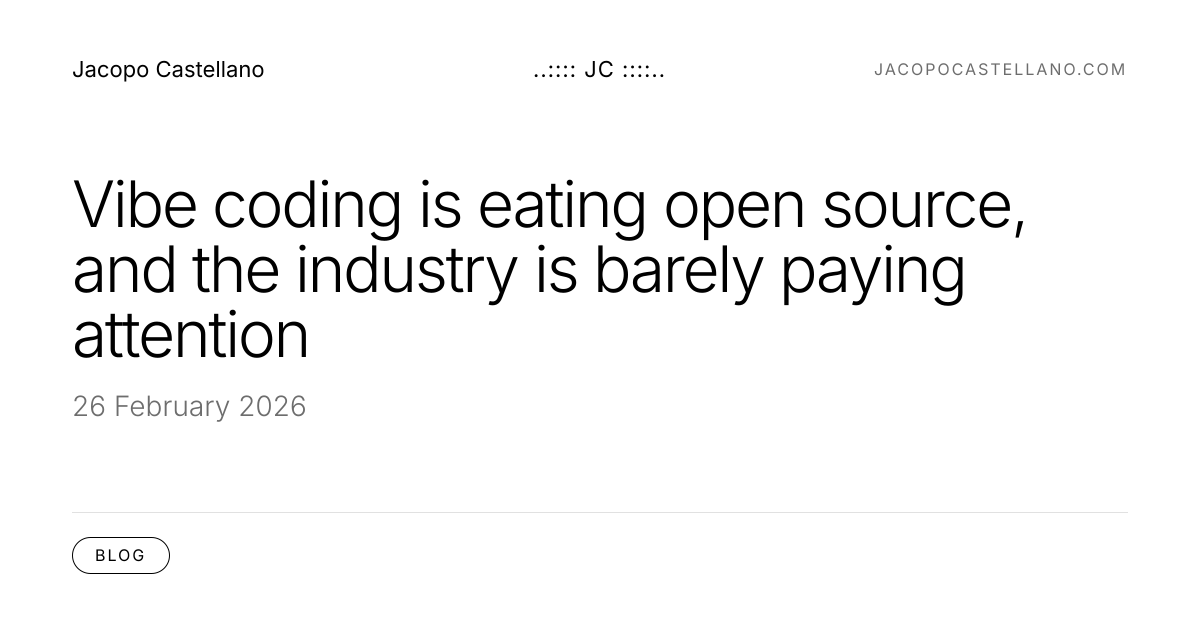 Jacopo Castellano
..:::: JC ::::..
JACOPOCASTELLANO.COM
Vibe coding is eating open source,
and the industry is barely paying
attention
26 February 2026
BLOG